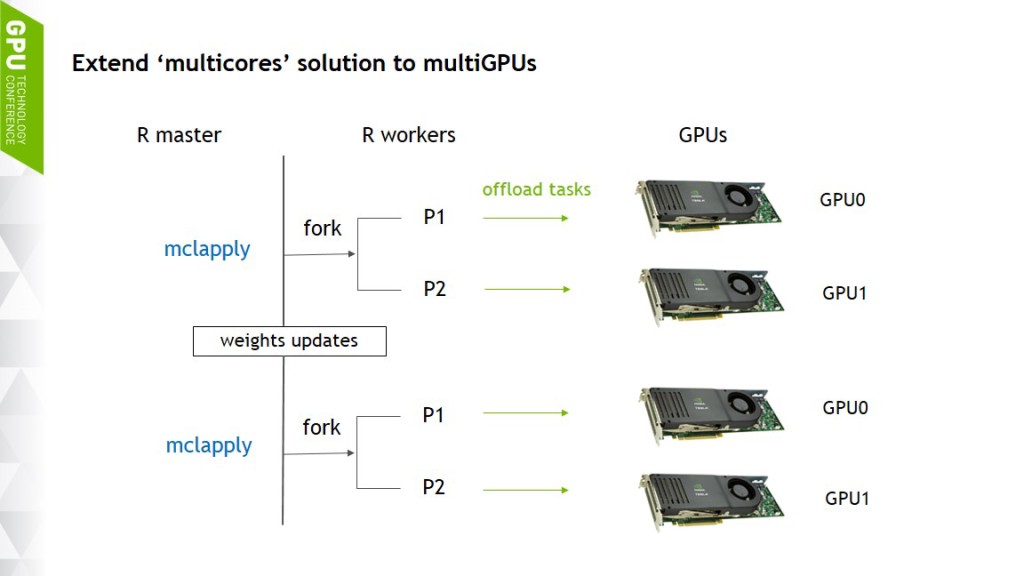 GPU
TECHNOLOGY
CONFERENCE
Extend ‘multicores’ solution to multiGPUs
R master
R workers
GPUs
offload tasks
GPU0
P1
fork
mclapply
P2
GPU1
weights updates
GPU0
P1
fork
mclapply
P2
GPU1